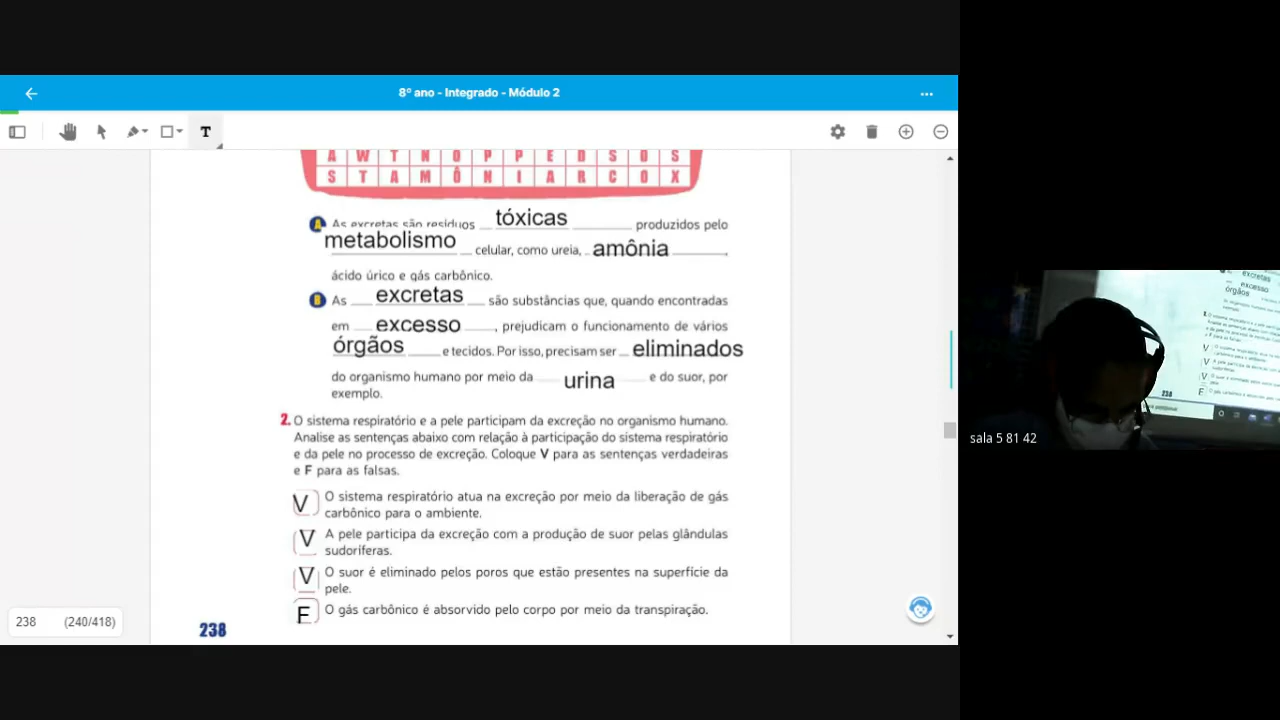 8º ano - Integrado - Módulo 2
T
A W T N O P P E D S O S
S T A M Ô N I A R C O X
A As excretas são resíduos tóxicas produzidos pelo
metabolismo celular, como ureia, amônia,
ácido úrico e gás carbônico.
B As excretas são substâncias que, quando encontradas
em excesso, prejudicam o funcionamento de vários
órgãos e tecidos. Por isso, precisam ser eliminados
do organismo humano por meio da urina e do suor, por
exemplo.
2. O sistema respiratório e a pele participam da excreção no organismo humano.
Analise as sentenças abaixo com relação à participação do sistema respiratório
e da pele no processo de excreção. Coloque V para as sentenças verdadeiras
e F para as falsas.
V O sistema respiratório atua na excreção por meio da liberação de gás
carbônico para o ambiente.
V A pele participa da excreção com a produção de suor pelas glândulas
sudoríferas.
V O suor é eliminado pelos poros que estão presentes na superfície da
pele.
F O gás carbônico é absorvido pelo corpo por meio da transpiração.
238
238 (240/418)
excretas
excesso
órgãos
V
V
V
F
238
sala 5 81 42